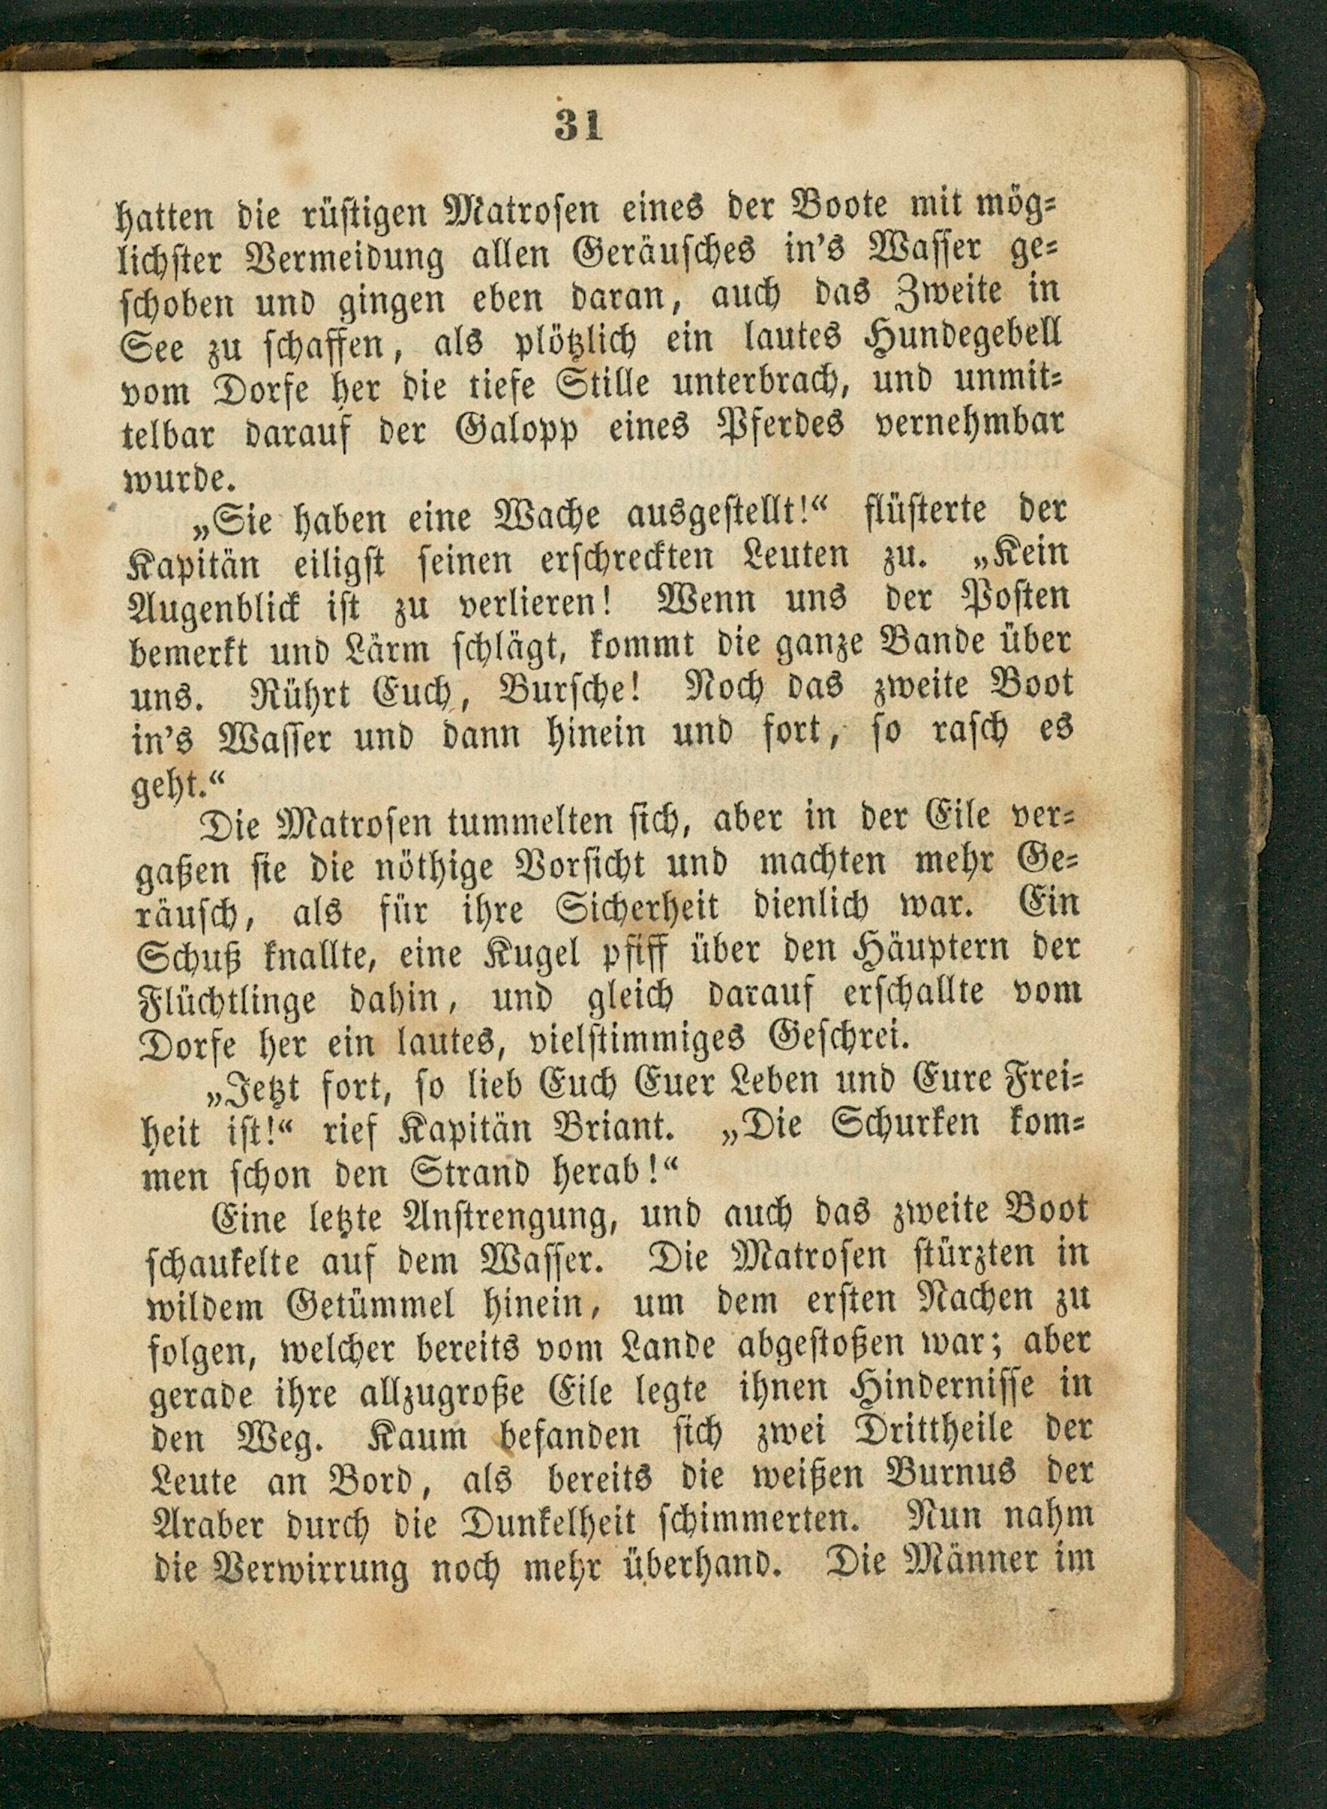 31
hatten die rüstigen Matrosen eines der Boote mit mög-
lichster Vermeidung allen Geräusches in's Wasser ge-
schoben und gingen eben daran, auch das Zweite in
See zu schaffen, als plötzlich ein lautes Hundegebell
vom Dorfe her die tiefe Stille unterbrach, und unmit-
telbar darauf der Galopp eines Pferdes vernehmbar
wurde.
„Sie haben eine Wache ausgestellt!“ flüsterte der
Kapitän eiligst seinen erschreckten Leuten zu. „Kein
Augenblick ist zu verlieren! Wenn uns der Posten
bemerkt und Lärm schlägt, kommt die ganze Bande über
uns. Rührt Euch, Bursche! Noch das zweite Boot
in's Wasser und dann hinein und fort, so rasch es
geht.“
Die Matrosen tummelten sich, aber in der Eile ver-
gaßen sie die nöthige Vorsicht und machten mehr Ge-
räusch, als für ihre Sicherheit dienlich war. Ein
Schuß knallte, eine Kugel pfiff über den Häuptern der
Flüchtlinge dahin, und gleich darauf erschallte vom
Dorfe her ein lautes, vielstimmiges Geschrei.
„Jetzt fort, so lieb Euch Euer Leben und Eure Frei-
heit ist!“ rief Kapitän Briant. „Die Schurken kom-
men schon den Strand herab!“
Eine letzte Anstrengung, und auch das zweite Boot
schaukelte auf dem Wasser. Die Matrosen stürzten in
wildem Getümmel hinein, um dem ersten Nachen zu
folgen, welcher bereits vom Lande abgestoßen war; aber
gerade ihre allzugroße Eile legte ihnen Hindernisse in
den Weg. Kaum befanden sich zwei Drittheile der
Leute an Bord, als bereits die weißen Burnus der
Araber durch die Dunkelheit schimmerten. Nun nahm
die Verwirrung noch mehr überhand. Die Männer im